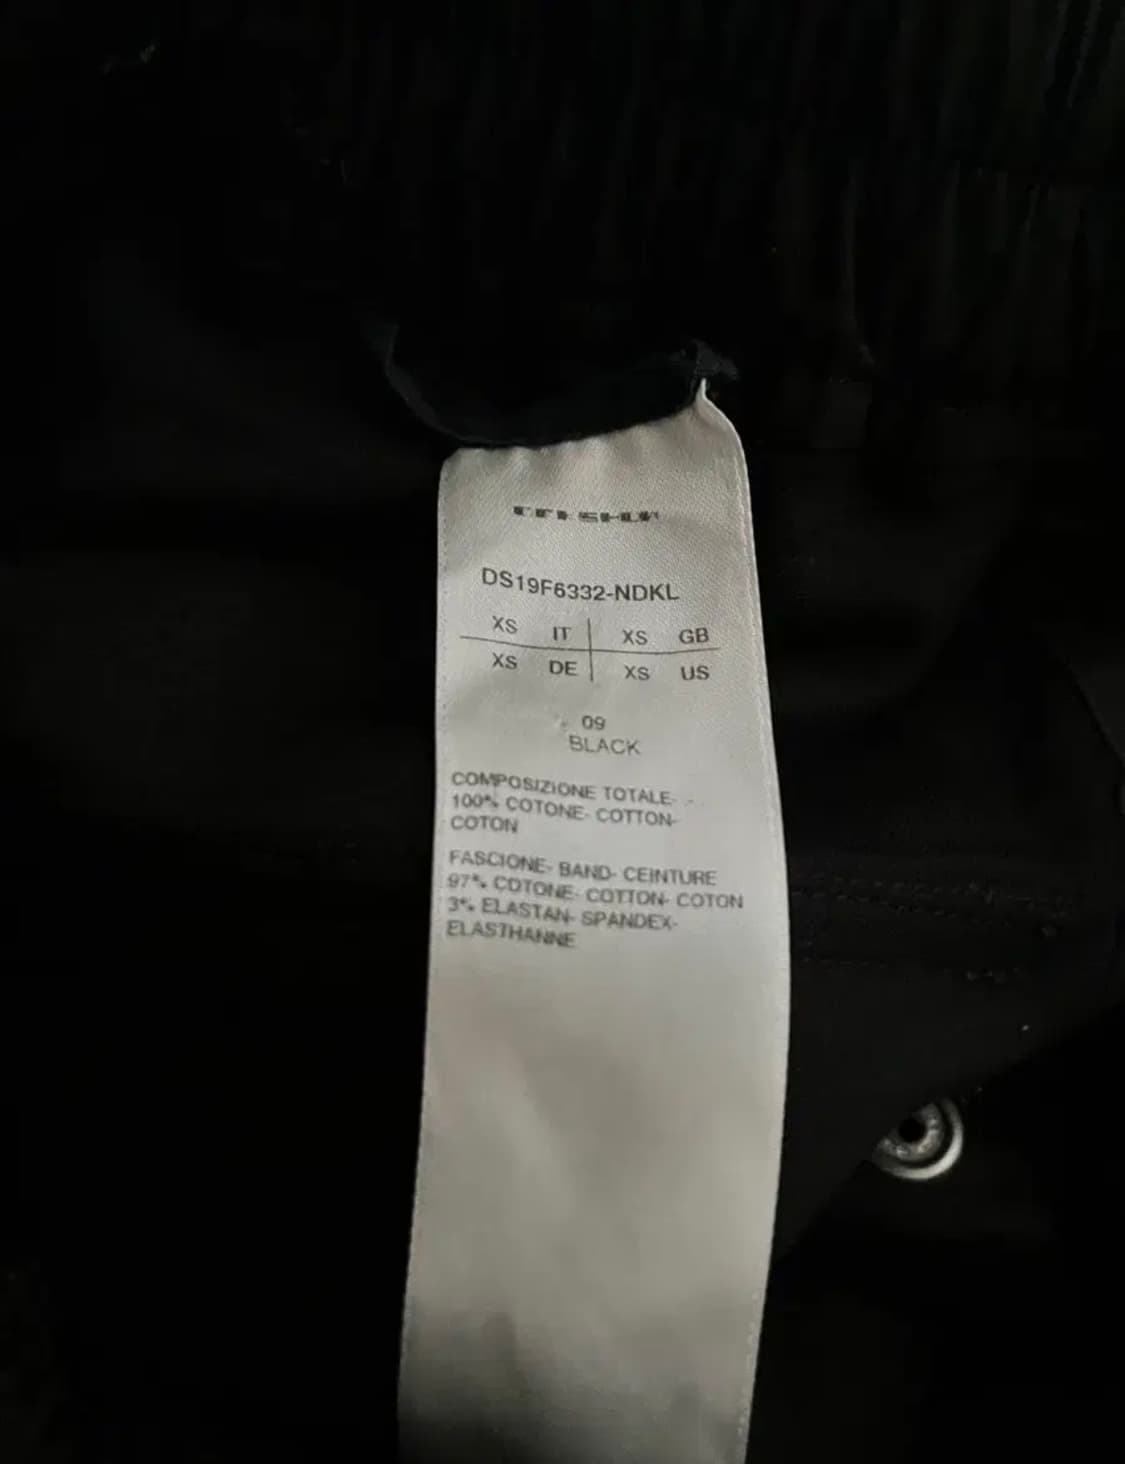 DRKSHDW
DS19F6332-NDKL
XS IT XS GB
XS DE XS US
09
BLACK
COMPOSIZIONE TOTALE-
100% COTONE- COTTON-
COTON
FASCIONE- BAND- CEINTURE
97% COTONE- COTTON- COTON
3% ELASTAN- SPANDEX-
ELASTHANNE